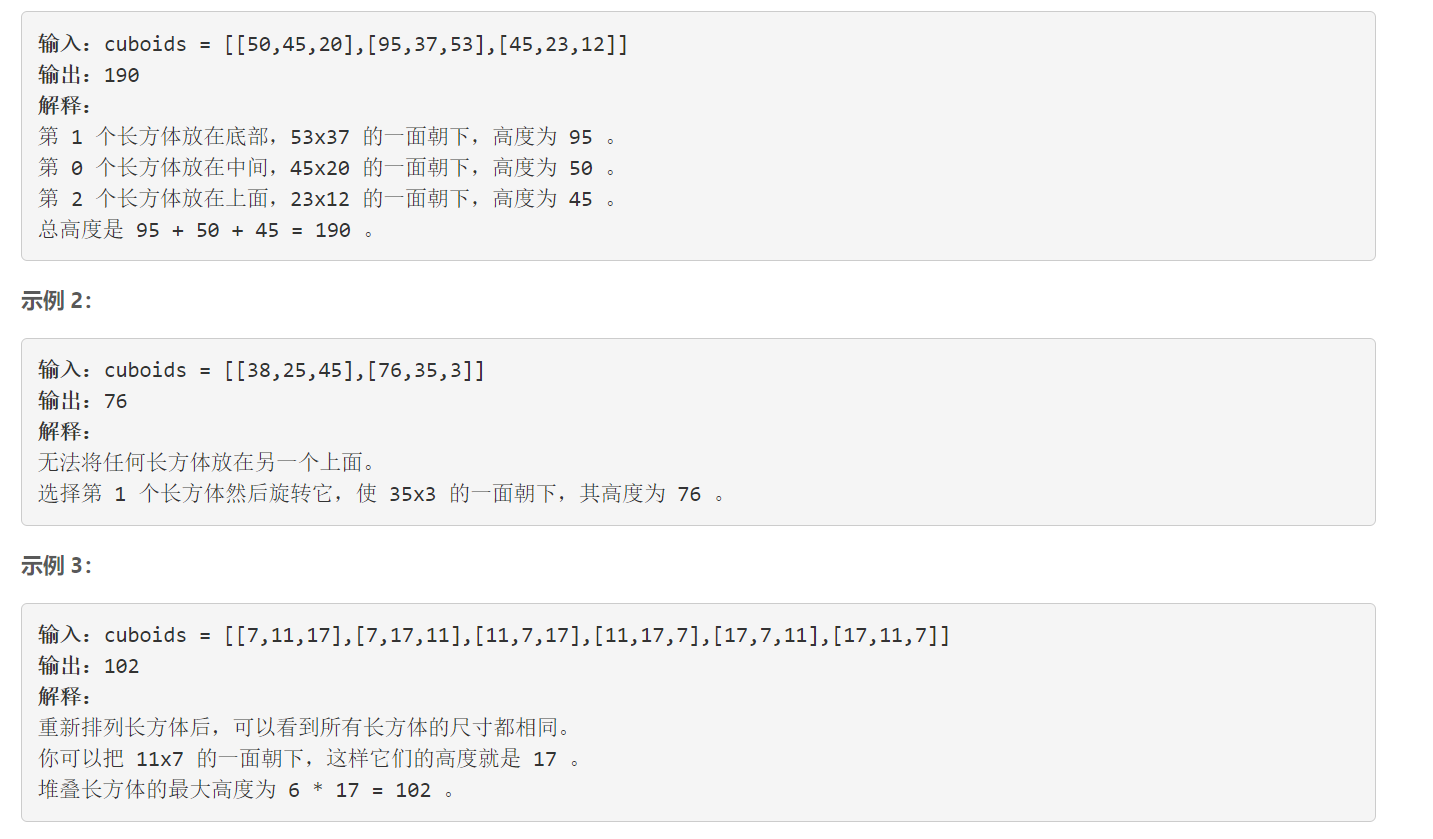 输入：cuboids = [[50,45,20],[95,37,53],[45,23,12]]
输出：190
解释：
第 1 个长方体放在底部，53x37 的一面朝下，高度为 95 。
第 0 个长方体放在中间，45x20 的一面朝下，高度为 50 。
第 2 个长方体放在上面，23x12 的一面朝下，高度为 45 。
总高度是 95 + 50 + 45 = 190 。
示例 2：
输入：cuboids = [[38,25,45],[76,35,3]]
输出：76
解释：
无法将任何长方体放在另一个上面。
选择第 1 个长方体然后旋转它，使 35x3 的一面朝下，其高度为 76 。
示例 3：
输入：cuboids = [[7,11,17],[7,17,11],[11,7,17],[11,17,7],[17,7,11],[17,11,7]]
输出：102
解释：
重新排列长方体后，可以看到所有长方体的尺寸都相同。
你可以把 11x7 的一面朝下，这样它们的高度就是 17 。
堆叠长方体的最大高度为 6 * 17 = 102 。